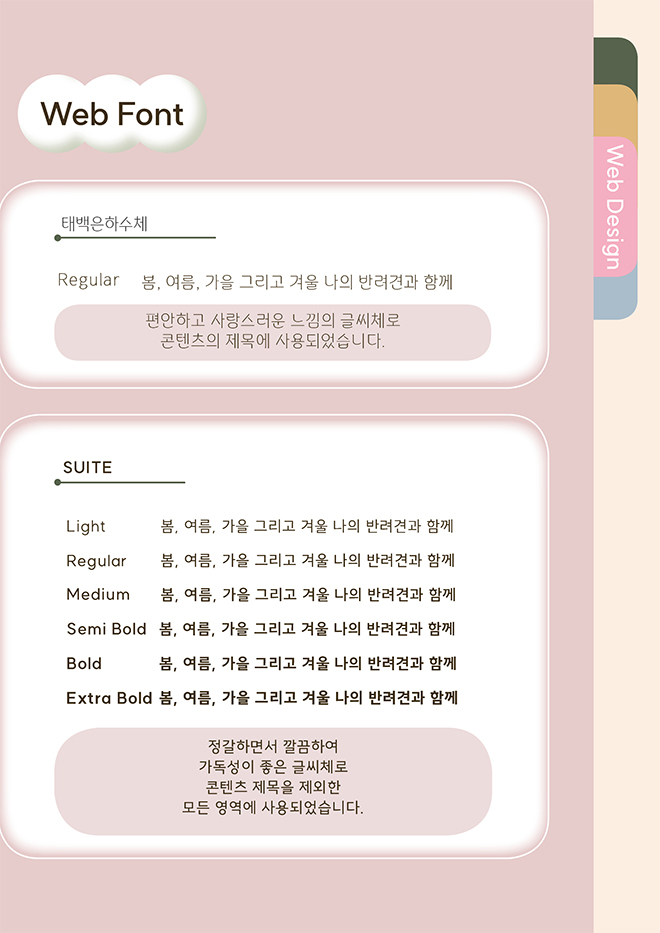 Web Font
Web Design
태백은하수체
Regular 봄, 여름, 가을 그리고 겨울 나의 반려견과 함께
편안하고 사랑스러운 느낌의 글씨체로
콘텐츠의 제목에 사용되었습니다.
SUITE
Light 봄, 여름, 가을 그리고 겨울 나의 반려견과 함께
Regular 봄, 여름, 가을 그리고 겨울 나의 반려견과 함께
Medium 봄, 여름, 가을 그리고 겨울 나의 반려견과 함께
Semi Bold 봄, 여름, 가을 그리고 겨울 나의 반려견과 함께
Bold 봄, 여름, 가을 그리고 겨울 나의 반려견과 함께
Extra Bold 봄, 여름, 가을 그리고 겨울 나의 반려견과 함께
정갈하면서 깔끔하여
가독성이 좋은 글씨체로
콘텐츠 제목을 제외한
모든 영역에 사용되었습니다.